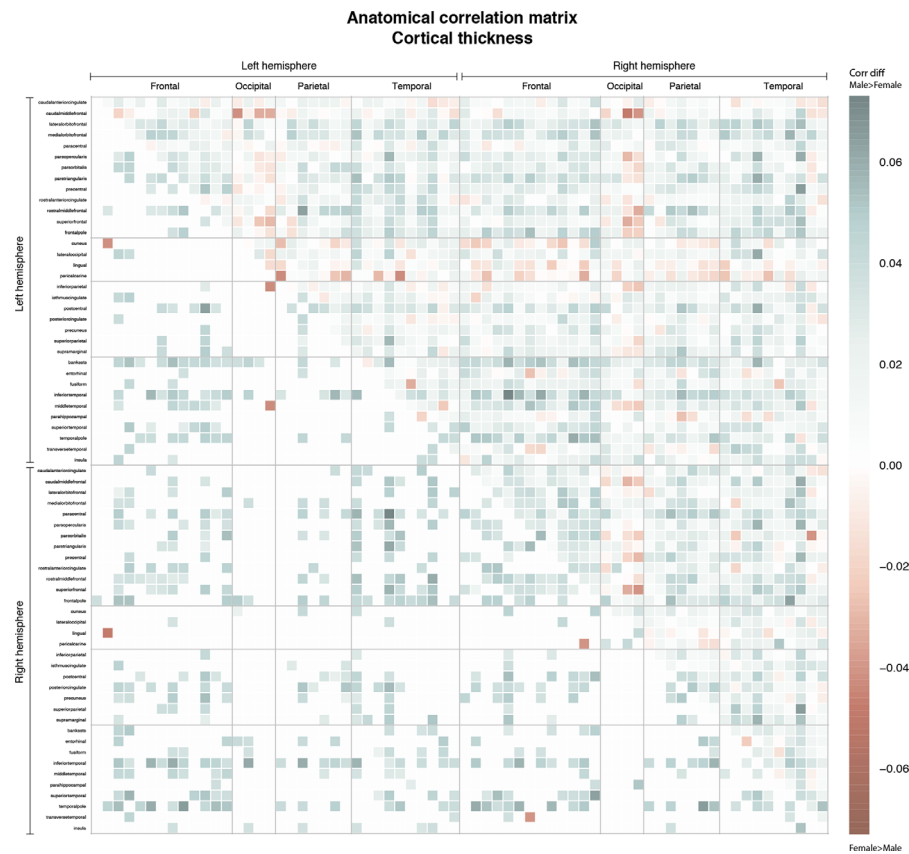 Anatomical correlation matrix
Cortical thickness
Left hemisphere
Right hemisphere
Frontal
Occipital
Parietal
Temporal
Frontal
Occipital
Parietal
Temporal
Corr diff
Male>Female
Left hemisphere
caudalanteriorcingulate
caudalmiddlefrontal
lateralorbitofrontal
medialorbitofrontal
paracentral
parsopercularis
parsorbitalis
parstriangularis
precentral
rostralanteriorcingulate
rostralmiddlefrontal
superiorfrontal
frontalpole
cuneus
lateraloccipital
lingual
pericalcarine
inferiorparietal
isthmuscingulate
postcentral
posteriorcingulate
precuneus
superiorparietal
supramarginal
bankssts
entorhinal
fusiform
inferiortemporal
middletemporal
parahippocampal
superiortemporal
temporalpole
transversetemporal
insula
Right hemisphere
caudalanteriorcingulate
caudalmiddlefrontal
lateralorbitofrontal
medialorbitofrontal
paracentral
parsopercularis
parsorbitalis
parstriangularis
precentral
rostralanteriorcingulate
rostralmiddlefrontal
superiorfrontal
frontalpole
cuneus
lateraloccipital
lingual
pericalcarine
inferiorparietal
isthmuscingulate
postcentral
posteriorcingulate
precuneus
superiorparietal
supramarginal
bankssts
entorhinal
fusiform
inferiortemporal
middletemporal
parahippocampal
superiortemporal
temporalpole
transversetemporal
insula
0.06
0.04
0.02
0.00
−0.02
−0.04
−0.06
Female>Male